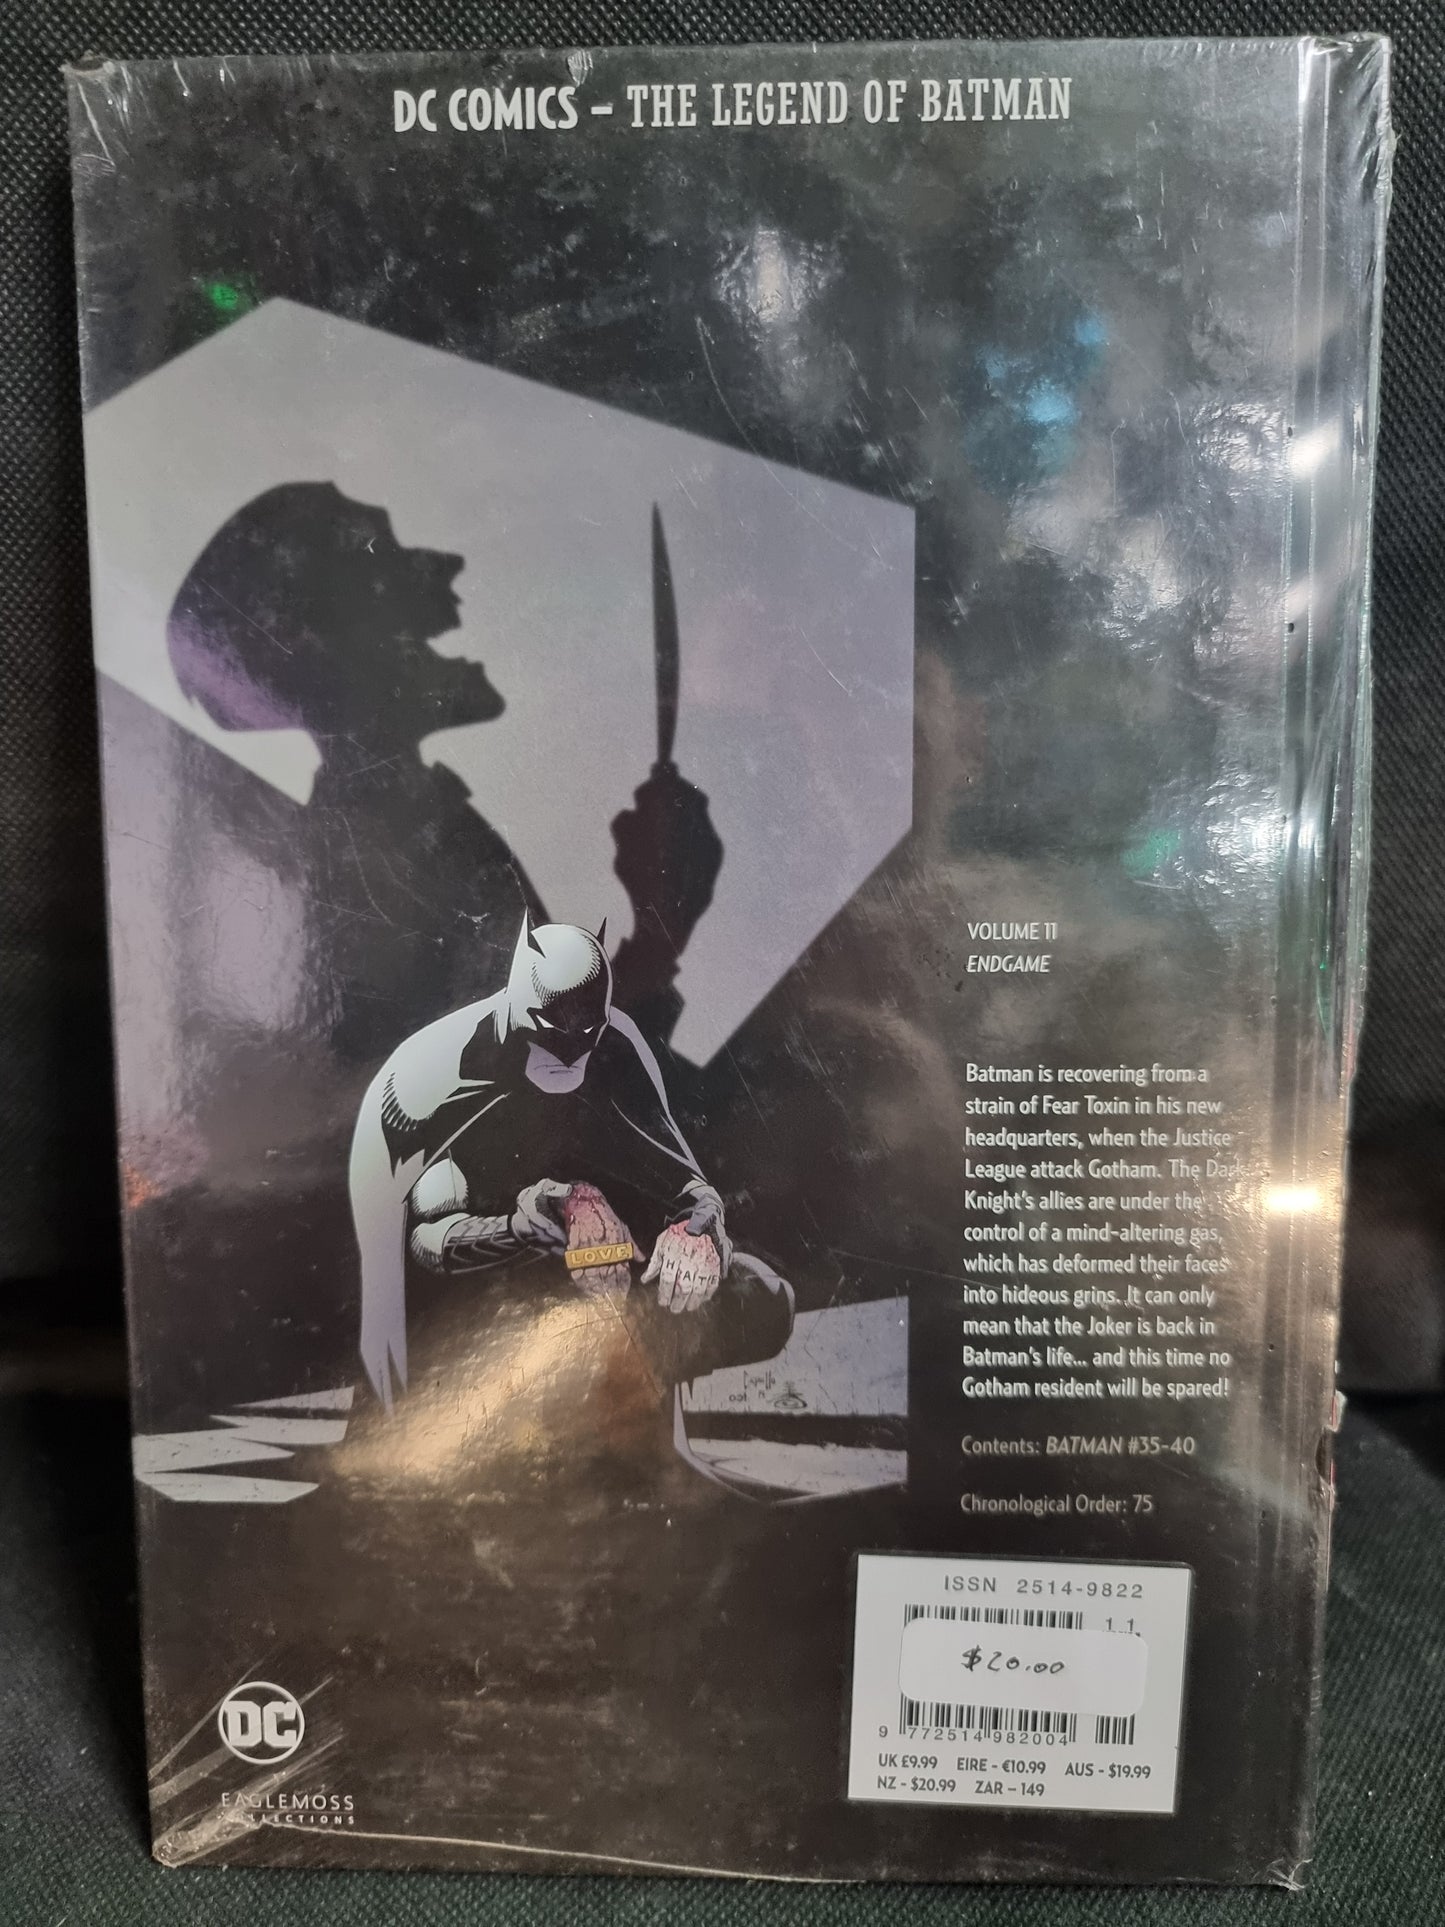 DC COMICS – THE LEGEND OF BATMAN
VOLUME 11
ENDGAME
Batman is recovering from a
strain of Fear Toxin in his new
headquarters, when the Justice
League attack Gotham. The Dark
Knight's allies are under the
control of a mind-altering gas,
which has deformed their faces
into hideous grins. It can only
mean that the Joker is back in
Batman's life... and this time no
Gotham resident will be spared!
Contents: BATMAN #35-40
Chronological Order: 75
LOVE
HATE
Capullo
ISSN 2514-9822
11
$20.00
9 772514 982004
UK £9.99 EIRE - €10.99 AUS - $19.99
NZ - $20.99 ZAR – 149
DC
EAGLEMOSS
COLLECTIONS